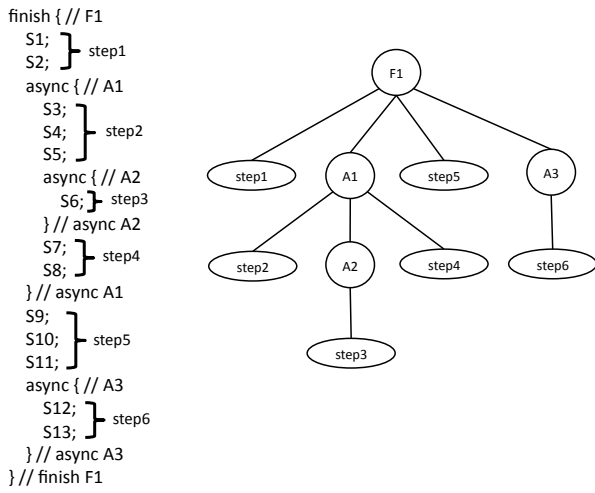 finish { // F1
S1;
S2;
step1
async { // A1
S3;
S4;
S5;
step2
async { // A2
S6;
step3
} // async A2
S7;
S8;
step4
} // async A1
S9;
S10;
S11;
step5
async { // A3
S12;
S13;
step6
} // async A3
} // finish F1
F1
step1
A1
step5
A3
step2
A2
step4
step6
step3